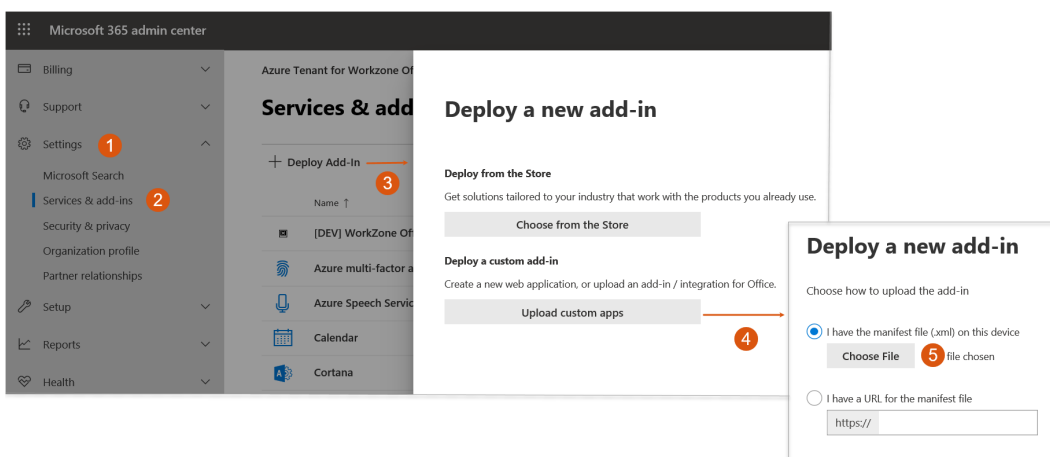 Microsoft 365 admin center
Billing
Support
Settings 1
Microsoft Search
Services & add-ins 2
Security & privacy
Organization profile
Partner relationships
Setup
Reports
Health
Azure Tenant for Workzone Of
Services & add
Deploy Add-In
3
Name ↑
[DEV] WorkZone Of
Azure multi-factor a
Azure Speech Servic
Calendar
Cortana
Deploy a new add-in
Deploy from the Store
Get solutions tailored to your industry that work with the products you already use.
Choose from the Store
Deploy a custom add-in
Create a new web application, or upload an add-in / integration for Office.
Upload custom apps
4
Deploy a new add-in
Choose how to upload the add-in
I have the manifest file (.xml) on this device
Choose File 5 file chosen
I have a URL for the manifest file
https://